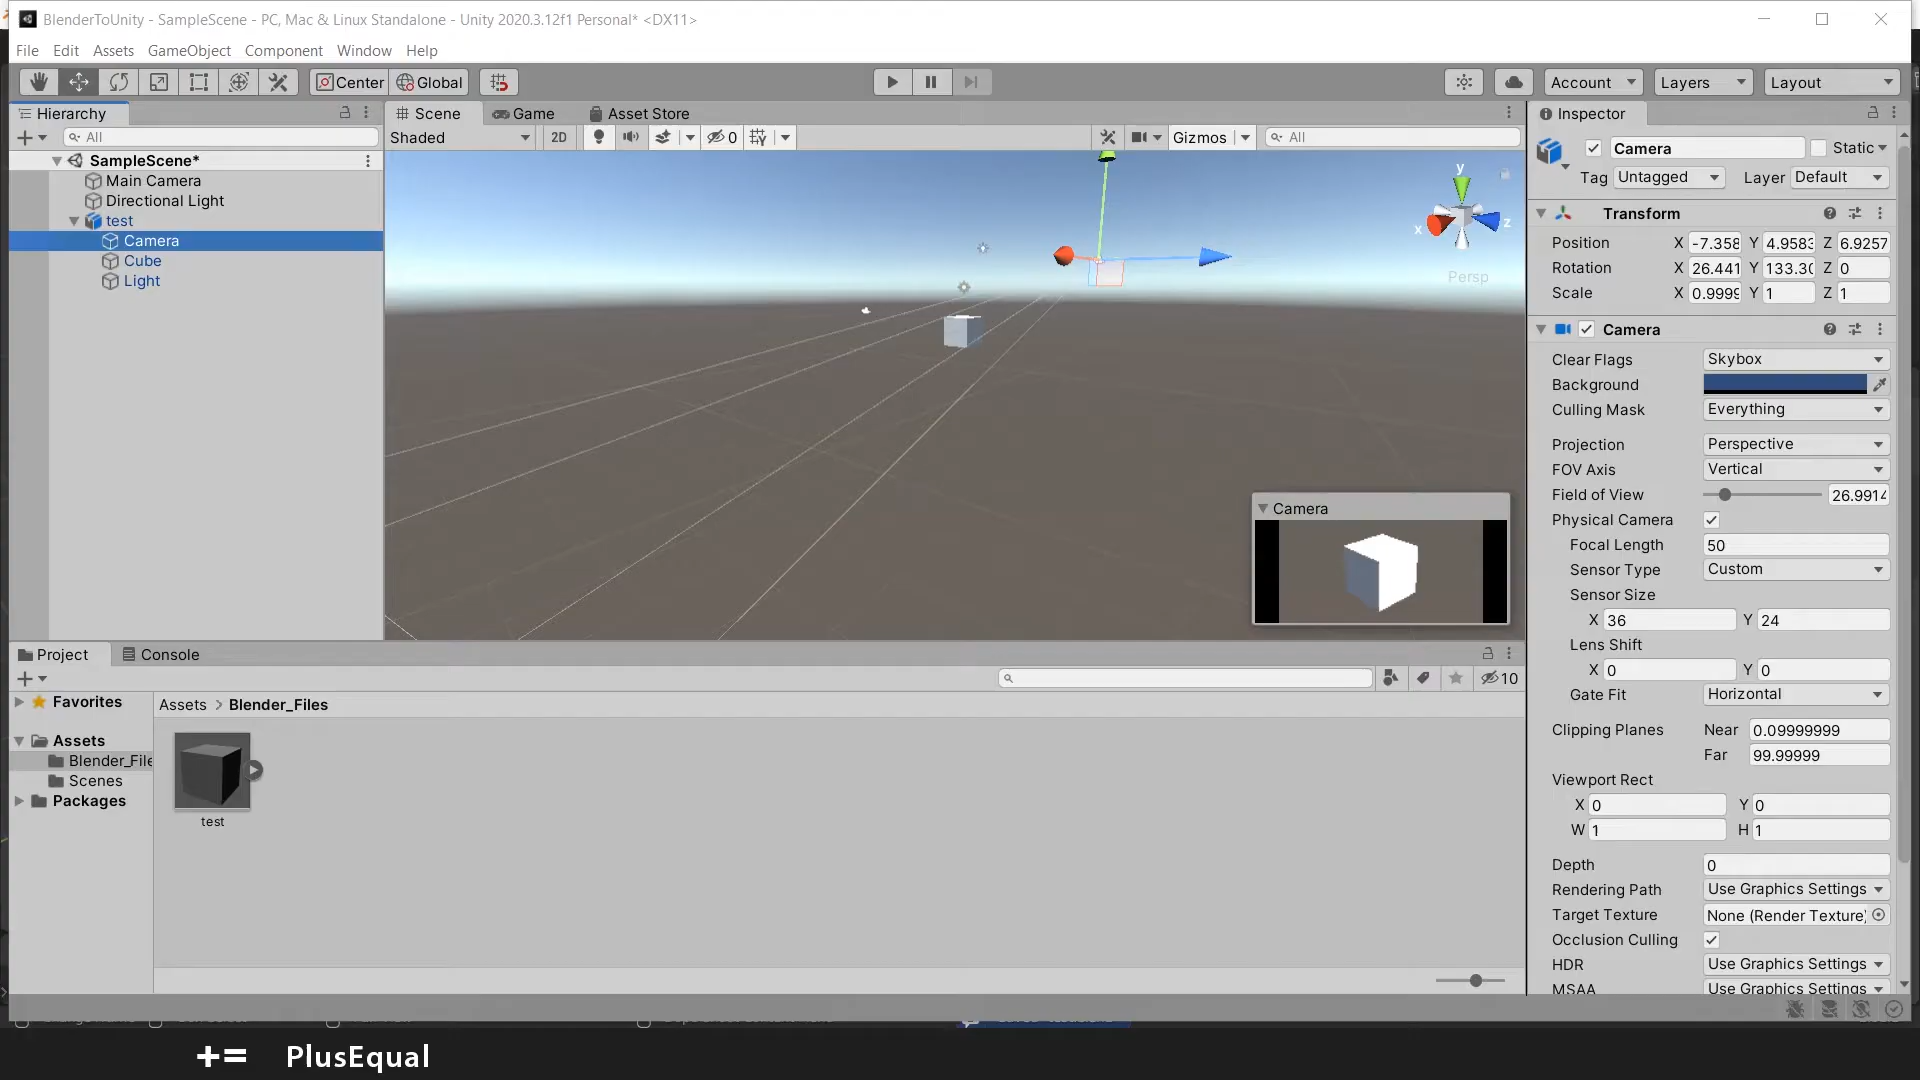 BlenderToUnity - SampleScene - PC, Mac & Linux Standalone - Unity 2020.3.12f1 Personal* <DX11>
File Edit Assets GameObject Component Window Help
Center Global Account Layers Layout
Hierarchy
All
SampleScene*
Main Camera
Directional Light
test
Camera
Cube
Light
Scene Game Asset Store
Shaded 2D 0 Gizmos All
y
x z
Persp
Camera
Inspector
Camera Static
Tag Untagged Layer Default
Transform
Position X -7.358 Y 4.9583 Z 6.9257
Rotation X 26.441 Y 133.30 Z 0
Scale X 0.9999 Y 1 Z 1
Camera
Clear Flags Skybox
Background
Culling Mask Everything
Projection Perspective
FOV Axis Vertical
Field of View 26.9914
Physical Camera
Focal Length 50
Sensor Type Custom
Sensor Size
X 36 Y 24
Lens Shift
X 0 Y 0
Gate Fit Horizontal
Clipping Planes Near 0.09999999
Far 99.99999
Viewport Rect
X 0 Y 0
W 1 H 1
Depth 0
Rendering Path Use Graphics Settings
Target Texture None (Render Texture)
Occlusion Culling
HDR Use Graphics Settings
MSAA Use Graphics Settings
Project Console
10
Favorites
Assets
Blender_File
Scenes
Packages
Assets > Blender_Files
test
+= PlusEqual